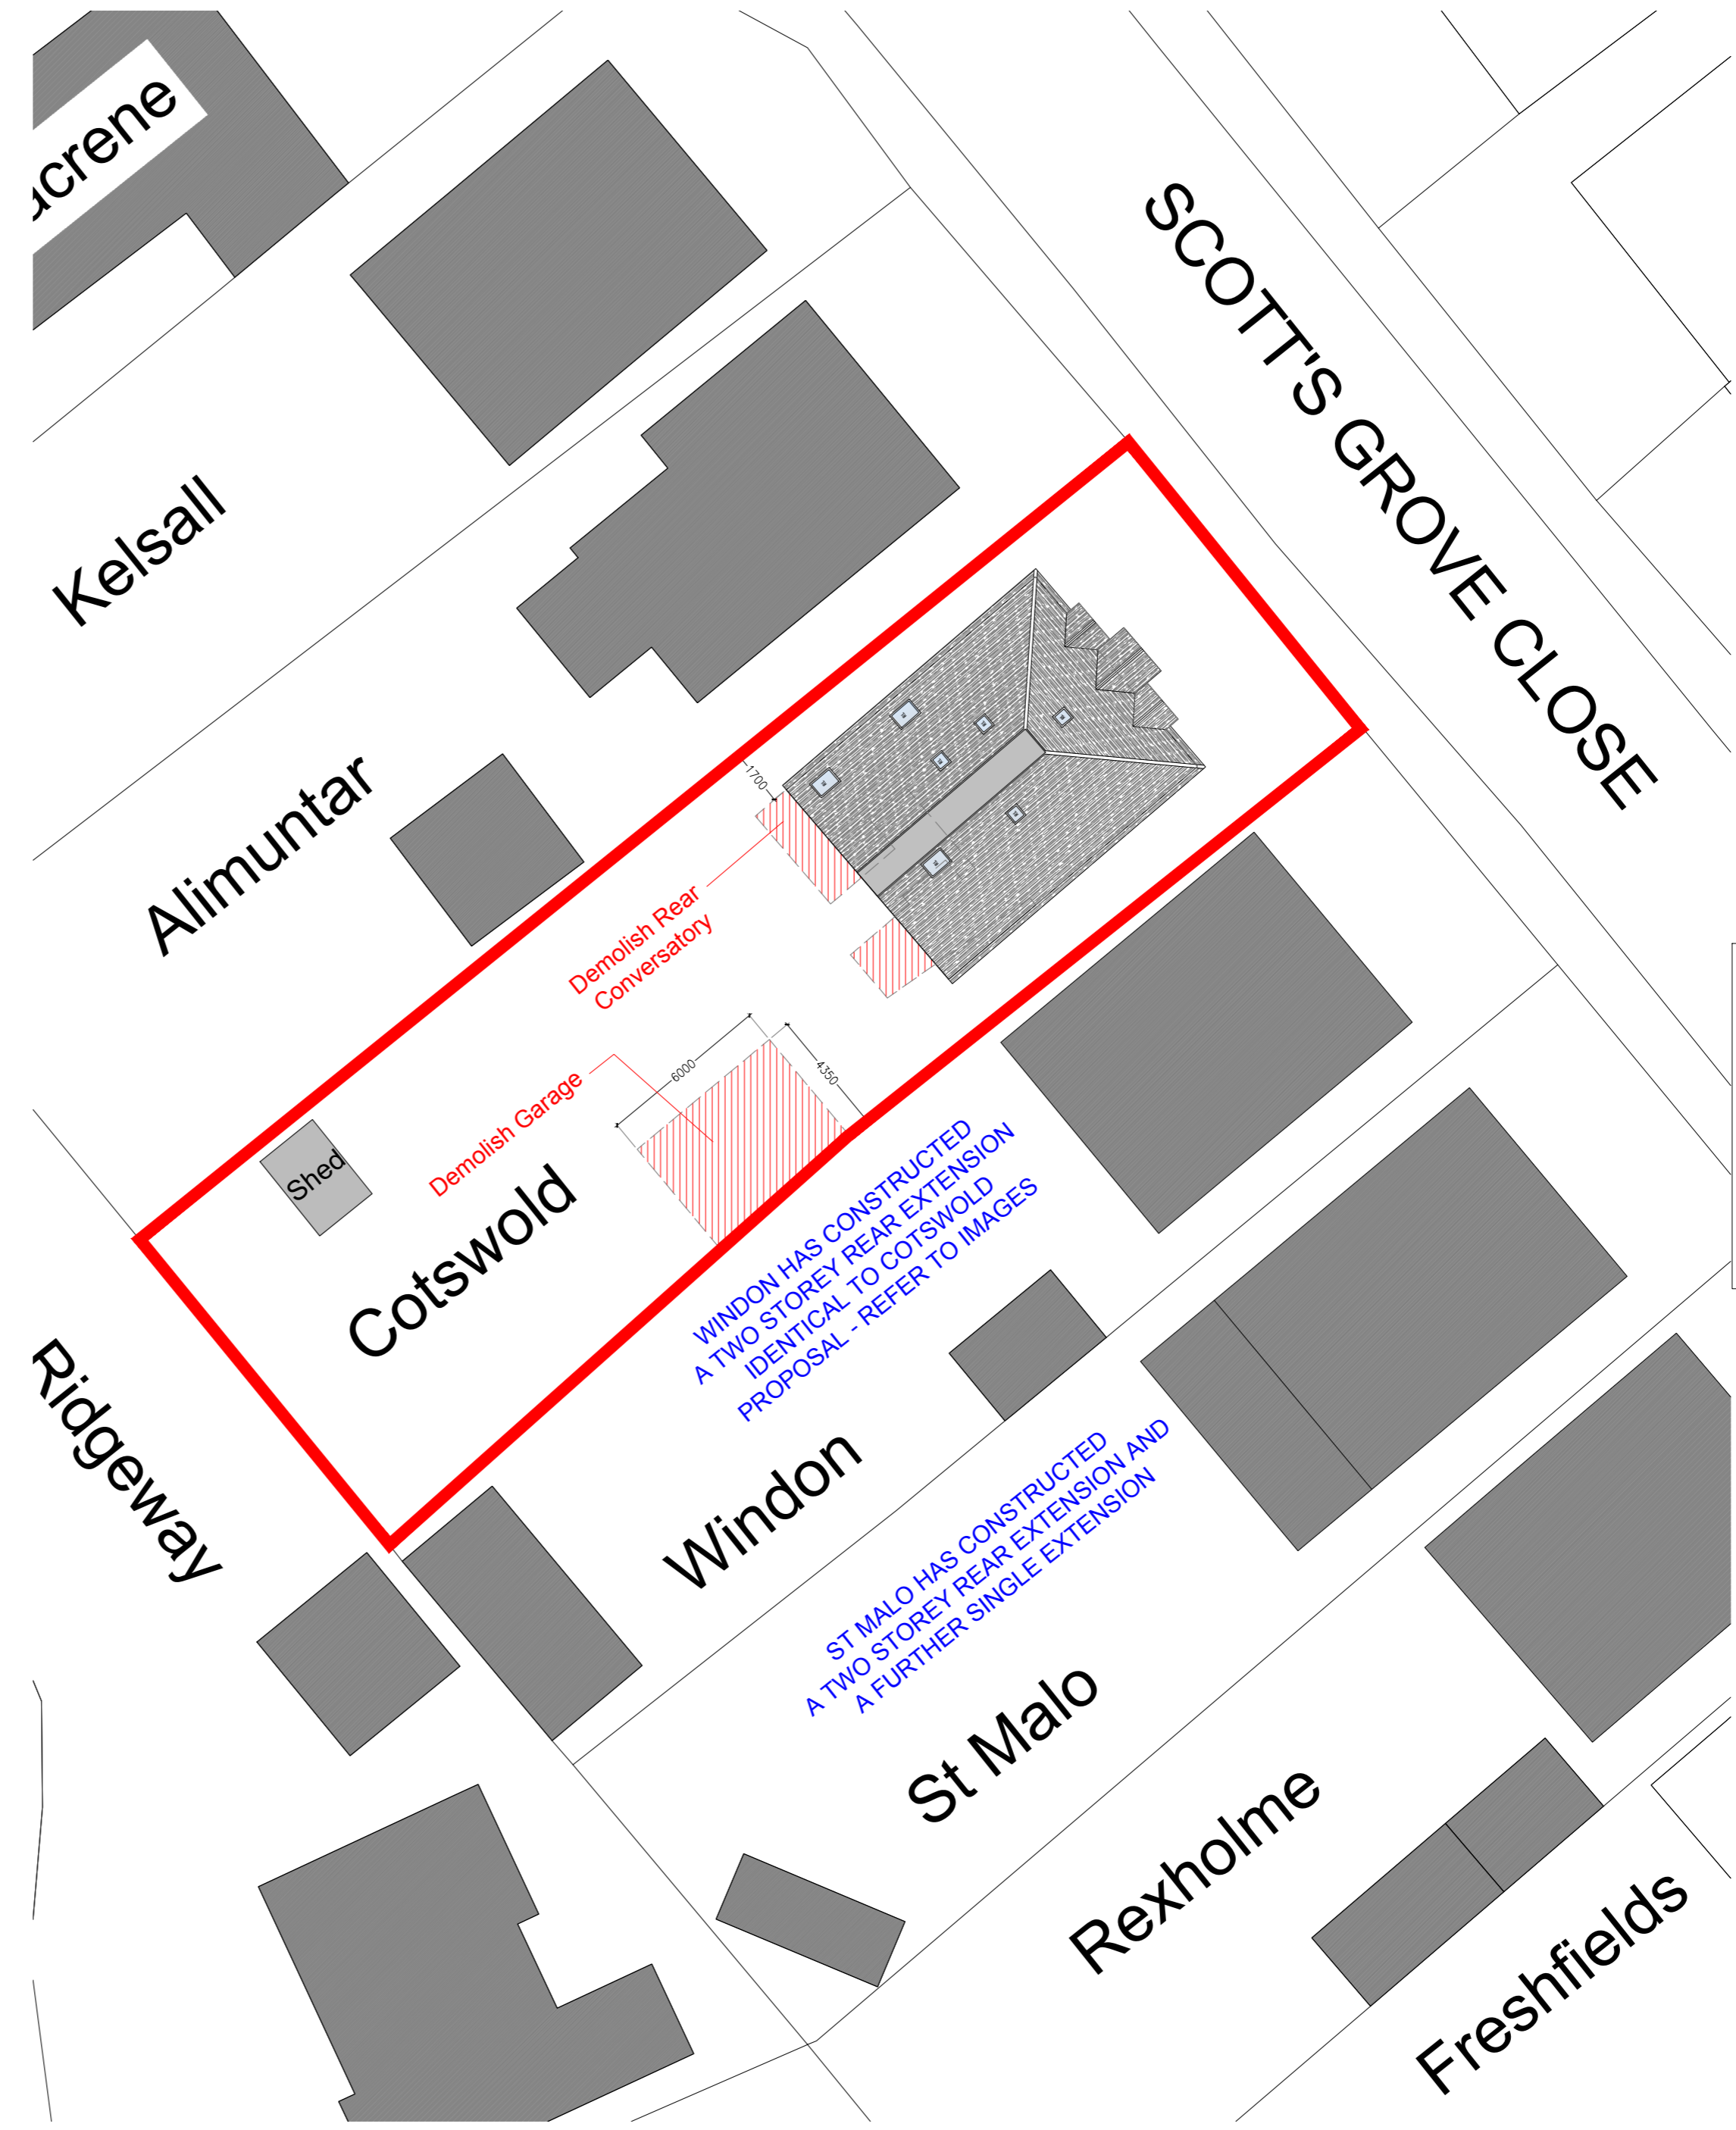 acrene
SCOTT'S GROVE CLOSE
Kelsall
Alimuntar
1700
Demolish Rear
Conversatory
6000
4350
Demolish Garage
Shed
Cotswold
WINDON HAS CONSTRUCTED
A TWO STOREY REAR EXTENSION
IDENTICAL TO COTSWOLD
PROPOSAL - REFER TO IMAGES
Ridgeway
Windon
ST MALO HAS CONSTRUCTED
A TWO STOREY REAR EXTENSION AND
A FURTHER SINGLE EXTENSION
St Malo
Rexholme
Freshfields